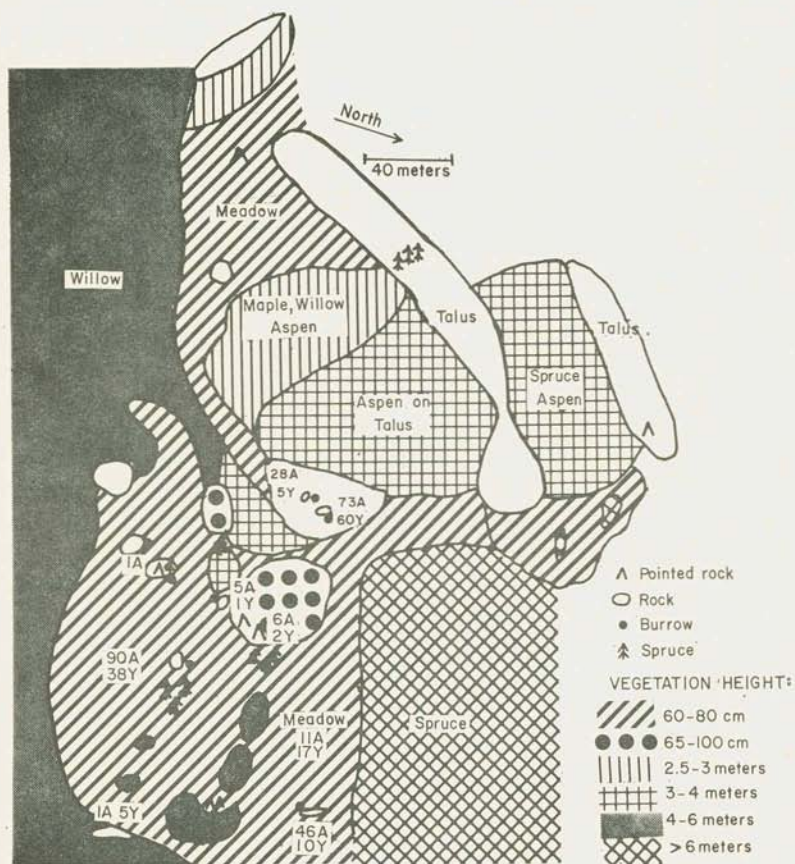 North
40 meters
Meadow
Willow
Maple, Willow
Aspen
Talus
Talus
Spruce
Aspen
Aspen on
Talus
28A
5Y
73A
60Y
1A
5A
1Y
6A
2Y
90A
38Y
Meadow
11A
17Y
Spruce
1A 5Y
46A
10Y
Pointed rock
Rock
Burrow
Spruce
VEGETATION HEIGHT:
60-80 cm
65-100 cm
2.5-3 meters
3-4 meters
4-6 meters
>6 meters